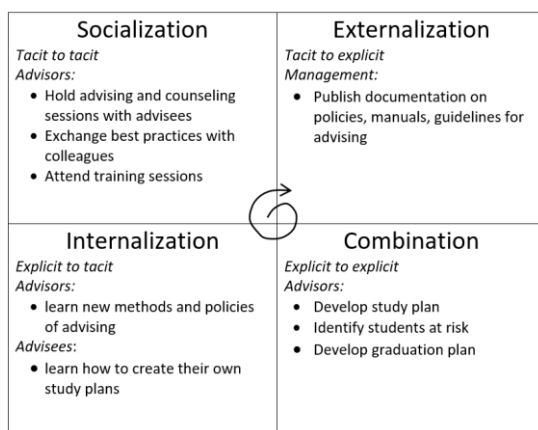 Socialization
Tacit to tacit
Advisors:
• Hold advising and counseling
sessions with advisees
• Exchange best practices with
colleagues
• Attend training sessions
Externalization
Tacit to explicit
Management:
• Publish documentation on
policies, manuals, guidelines for
advising
Internalization
Explicit to tacit
Advisors:
• learn new methods and policies
of advising
Advisees:
• learn how to create their own
study plans
Combination
Explicit to explicit
Advisors:
• Develop study plan
• Identify students at risk
• Develop graduation plan